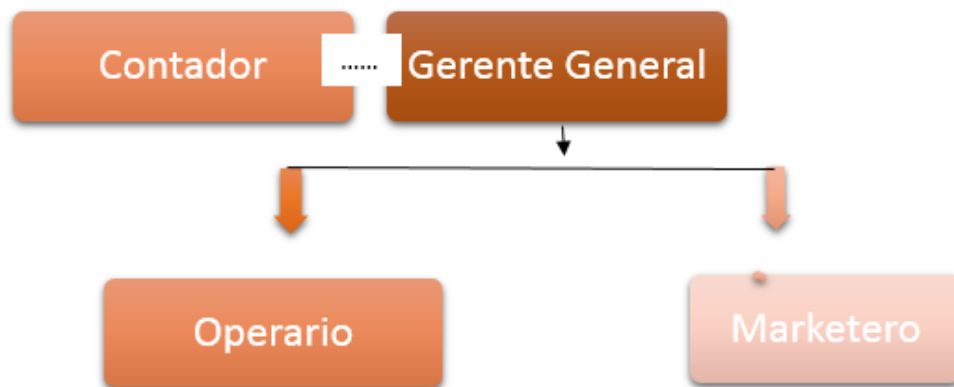 Contador ...... Gerente General
Operario Marketero